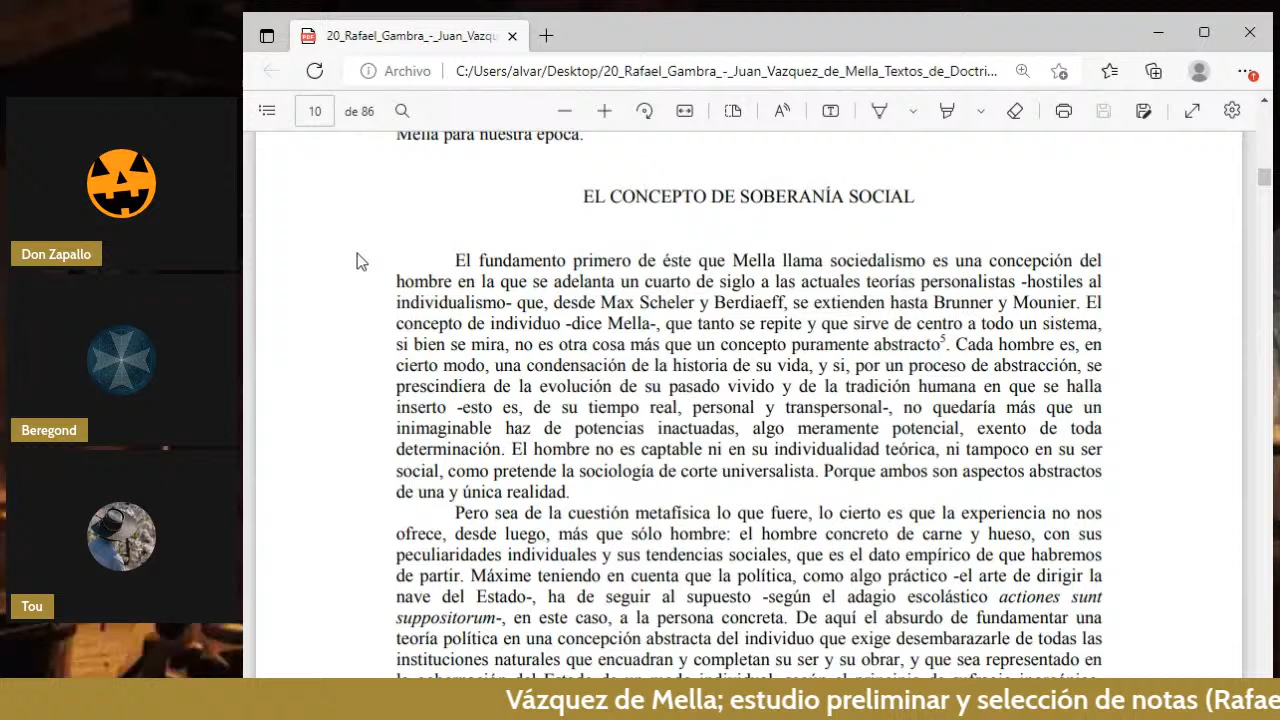 20_Rafael_Gambra_-_Juan_Vazqu
Archivo
C:/Users/alvar/Desktop/20_Rafael_Gambra_-_Juan_Vazquez_de_Mella_Textos_de_Doctri...
10 de 86
Mella para nuestra época.
EL CONCEPTO DE SOBERANÍA SOCIAL
El fundamento primero de éste que Mella llama sociedalismo es una concepción del
hombre en la que se adelanta un cuarto de siglo a las actuales teorías personalistas -hostiles al
individualismo- que, desde Max Scheler y Berdiaeff, se extienden hasta Brunner y Mounier. El
concepto de individuo -dice Mella-, que tanto se repite y que sirve de centro a todo un sistema,
si bien se mira, no es otra cosa más que un concepto puramente abstracto5. Cada hombre es, en
cierto modo, una condensación de la historia de su vida, y si, por un proceso de abstracción, se
prescindiera de la evolución de su pasado vivido y de la tradición humana en que se halla
inserto -esto es, de su tiempo real, personal y transpersonal-, no quedaría más que un
inimaginable haz de potencias inactuadas, algo meramente potencial, exento de toda
determinación. El hombre no es captable ni en su individualidad teórica, ni tampoco en su ser
social, como pretende la sociología de corte universalista. Porque ambos son aspectos abstractos
de una y única realidad.
Pero sea de la cuestión metafísica lo que fuere, lo cierto es que la experiencia no nos
ofrece, desde luego, más que sólo hombre: el hombre concreto de carne y hueso, con sus
peculiaridades individuales y sus tendencias sociales, que es el dato empírico de que habremos
de partir. Máxime teniendo en cuenta que la política, como algo práctico -el arte de dirigir la
nave del Estado-, ha de seguir al supuesto -según el adagio escolástico actiones sunt
suppositorum-, en este caso, a la persona concreta. De aquí el absurdo de fundamentar una
teoría política en una concepción abstracta del individuo que exige desembarazarle de todas las
instituciones naturales que encuadran y completan su ser y su obrar, y que sea representado en
Don Zapallo
Beregond
Tou
Vázquez de Mella; estudio preliminar y selección de notas (Rafae